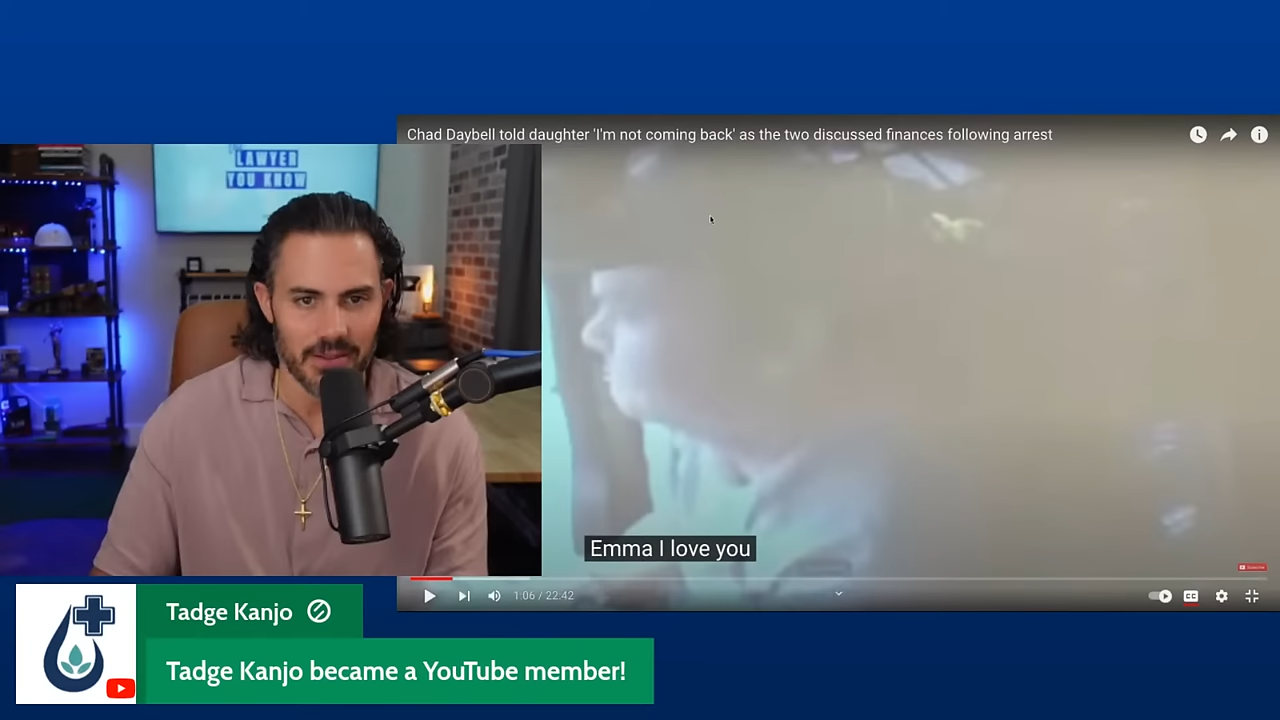 Chad Daybell told daughter 'I'm not coming back' as the two discussed finances following arrest
LAWYER
YOU KNOW
Emma I love you
1:06 / 22:42
Tadge Kanjo
Tadge Kanjo became a YouTube member!